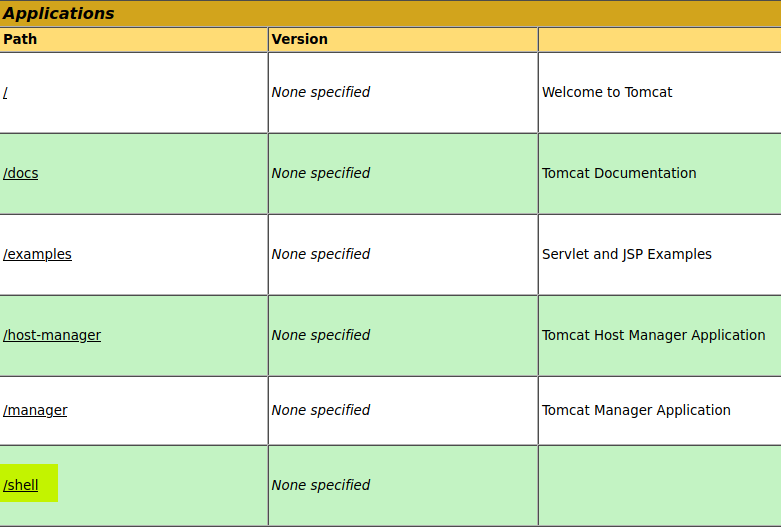 Applications
Path Version
/ None specified Welcome to Tomcat
/docs None specified Tomcat Documentation
/examples None specified Servlet and JSP Examples
/host-manager None specified Tomcat Host Manager Application
/manager None specified Tomcat Manager Application
/shell None specified